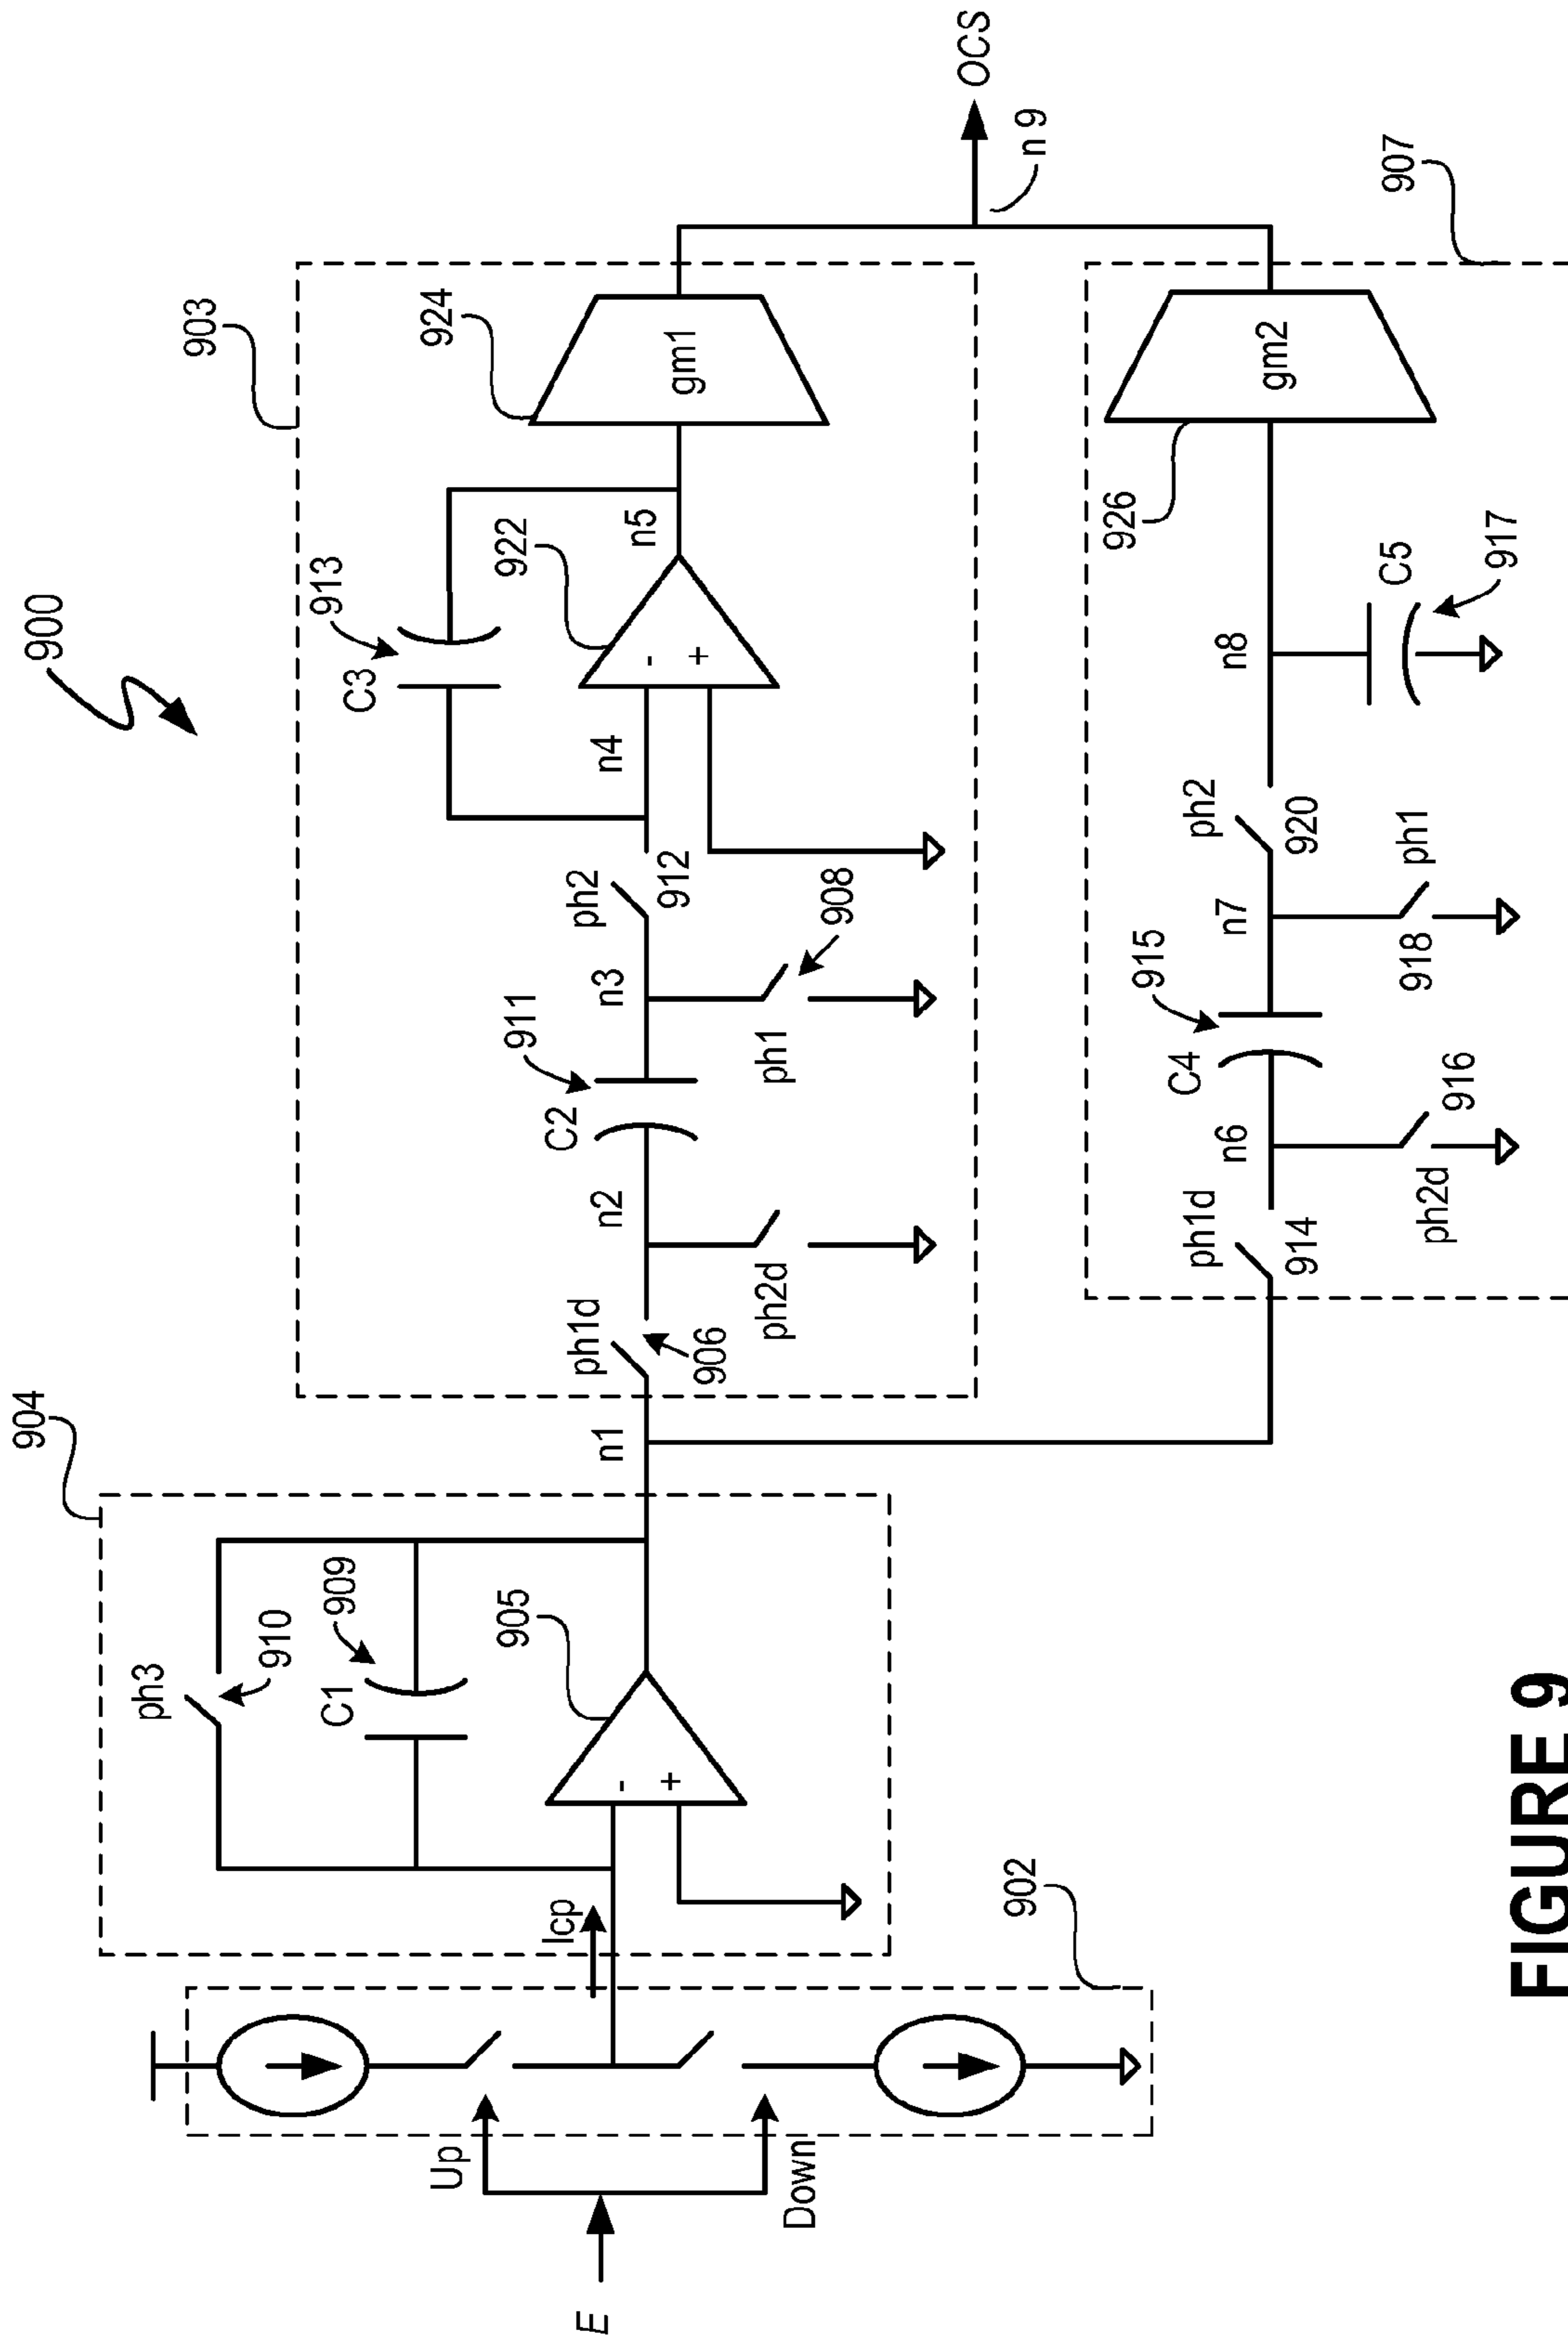 900
903
913
C3
922
n5
924
gm1
n4
ph2
912
908
n3
911
C2
ph1
n2
ph2d
ph1d
906
n1
904
ph3
910
909
C1
905
-
+
-
+
Icp
902
Up
Down
E
OCS
n 9
907
gm2
926
C5
917
n8
ph2
920
n7
ph1
918
915
C4
n6
916
ph2d
ph1d
914
FIGURE 9